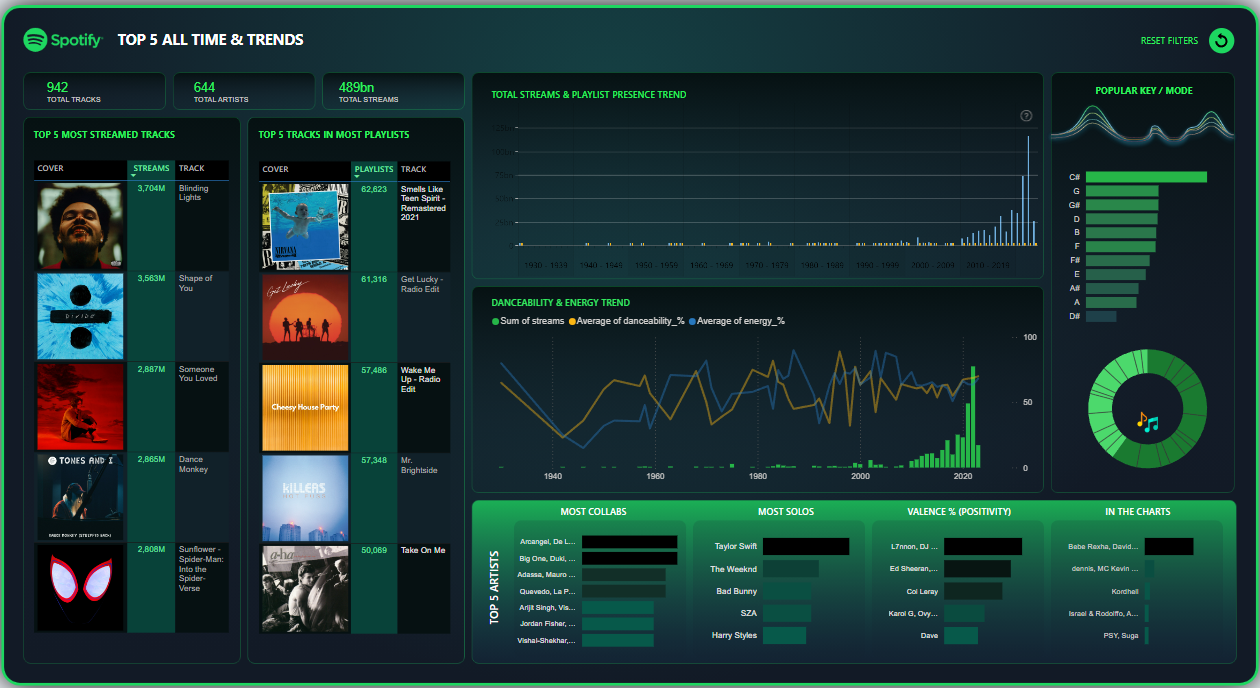 Spotify
TOP 5 ALL TIME & TRENDS
RESET FILTERS
942
TOTAL TRACKS
644
TOTAL ARTISTS
489bn
TOTAL STREAMS
TOP 5 MOST STREAMED TRACKS
COVER STREAMS TRACK
3,704M
Blinding
Lights
DIVIDE
3,563M
Shape of
You
2,887M
Someone
You Loved
TONES AND I
DANCE MONKEY (STRIPPED BACK)
2,865M
Dance
Monkey
2,808M
Sunflower -
Spider-Man:
Into the
Spider-
Verse
TOP 5 TRACKS IN MOST PLAYLISTS
COVER PLAYLISTS TRACK
NIRVANA
62,623
Smells Like
Teen Spirit -
Remastered
2021
Get Lucky
61,316
Get Lucky -
Radio Edit
Cheesy House Party
57,486
Wake Me
Up - Radio
Edit
KILLERS
57,348
Mr.
Brightside
a-ha
50,069
Take On Me
TOTAL STREAMS & PLAYLIST PRESENCE TREND
?
1930 - 1939 1940 - 1949 1950 - 1959 1960 - 1969 1970 - 1979 1980 - 1989 1990 - 1999 2000 - 2009 2010 - 2019
DANCEABILITY & ENERGY TREND
Sum of streams Average of danceability_% Average of energy_%
100
50
0
1940 1960 1980 2000 2020
POPULAR KEY / MODE
C#
G
G#
D
B
F
F#
E
A#
A
D#
TOP 5 ARTISTS
MOST COLLABS
Arcangel, De L...
Big One, Duki, ...
Adassa, Mauro ...
Quevedo, La P...
Arijit Singh, Vis...
Jordan Fisher, ...
Vishal-Shekhar,...
MOST SOLOS
Taylor Swift
The Weeknd
Bad Bunny
SZA
Harry Styles
VALENCE % (POSITIVITY)
L7nnon, DJ ...
Ed Sheeran,...
Coi Leray
Karol G, Ovy...
Dave
IN THE CHARTS
Bebe Rexha, David...
dennis, MC Kevin ...
Kordhell
Israel & Rodolffo, A...
PSY, Suga